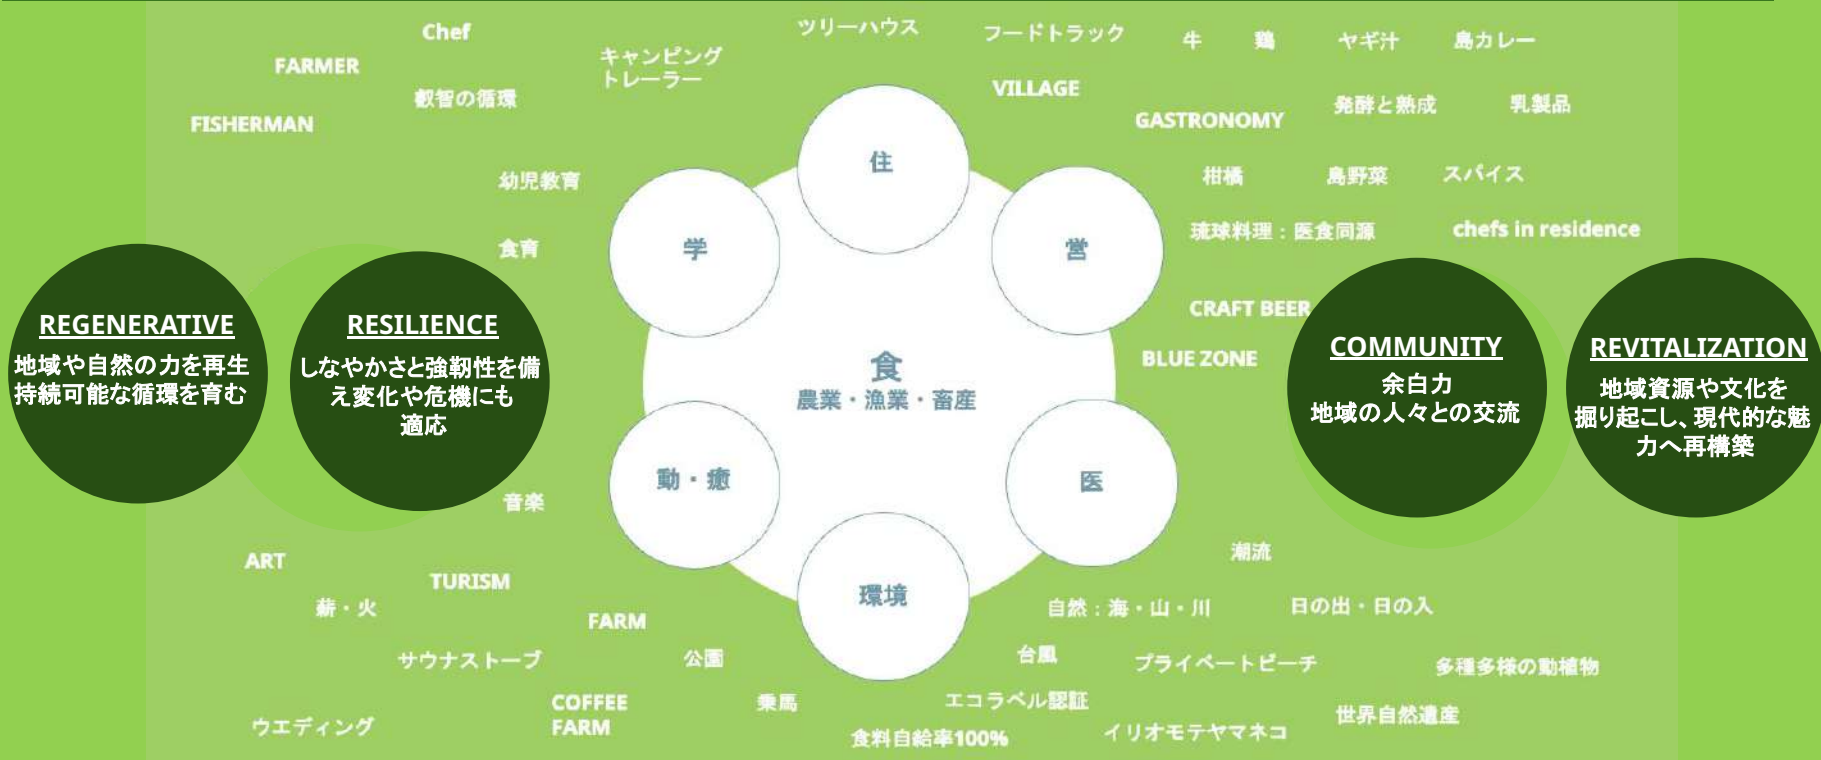 Chef
ツリーハウス
フードトラック
牛
鶏
ヤギ汁
島カレー
FARMER
キャンピング
トレーラー
叡智の循環
VILLAGE
発酵と熟成
乳製品
FISHERMAN
GASTRONOMY
住
幼児教育
柑橘
島野菜
スパイス
学
食育
営
琉球料理：医食同源
chefs in residence
REGENERATIVE
地域や自然の力を再生
持続可能な循環を育む
RESILIENCE
しなやかさと強靭性を備
え変化や危機にも
適応
食
農業・漁業・畜産
CRAFT BEER
BLUE ZONE
COMMUNITY
余白力
地域の人々との交流
REVITALIZATION
地域資源や文化を
掘り起こし、現代的な魅
力へ再構築
動・癒
医
音楽
環境
潮流
ART
TURISM
薪・火
FARM
自然：海・山・川
日の出・日の入
サウナストーブ
公園
台風
プライベートビーチ
多種多様の動植物
COFFEE
FARM
乗馬
エコラベル認証
世界自然遺産
ウエディング
食料自給率100%
イリオモテヤマネコ